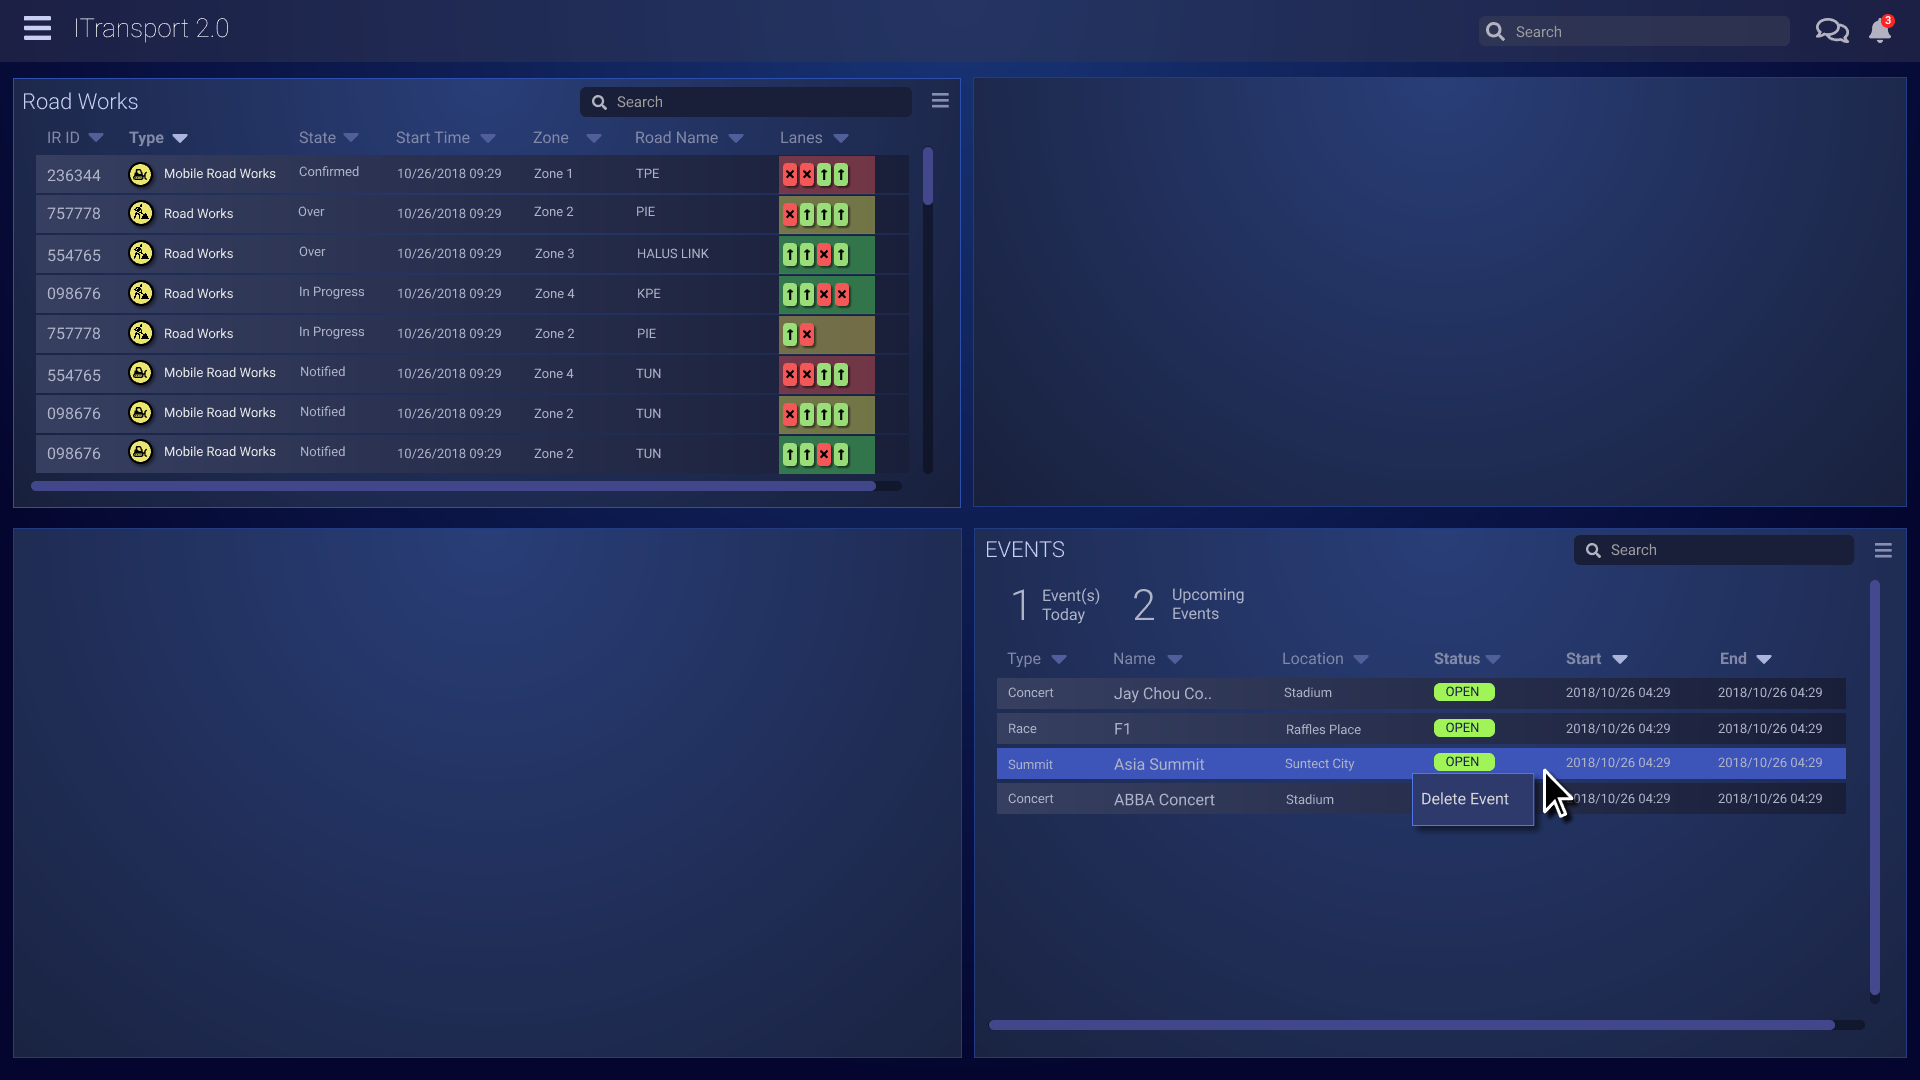 ITransport 2.0
Search
3
Road Works
Search
IR ID Type State Start Time Zone Road Name Lanes
236344 Mobile Road Works Confirmed 10/26/2018 09:29 Zone 1 TPE
757778 Road Works Over 10/26/2018 09:29 Zone 2 PIE
554765 Road Works Over 10/26/2018 09:29 Zone 3 HALUS LINK
098676 Road Works In Progress 10/26/2018 09:29 Zone 4 KPE
757778 Road Works In Progress 10/26/2018 09:29 Zone 2 PIE
554765 Mobile Road Works Notified 10/26/2018 09:29 Zone 4 TUN
098676 Mobile Road Works Notified 10/26/2018 09:29 Zone 2 TUN
098676 Mobile Road Works Notified 10/26/2018 09:29 Zone 2 TUN
EVENTS
Search
1 Event(s) Today
2 Upcoming Events
Type Name Location Status Start End
Concert Jay Chou Co.. Stadium OPEN 2018/10/26 04:29 2018/10/26 04:29
Race F1 Raffles Place OPEN 2018/10/26 04:29 2018/10/26 04:29
Summit Asia Summit Suntect City OPEN 2018/10/26 04:29 2018/10/26 04:29
Concert ABBA Concert Stadium 018/10/26 04:29 2018/10/26 04:29
Delete Event